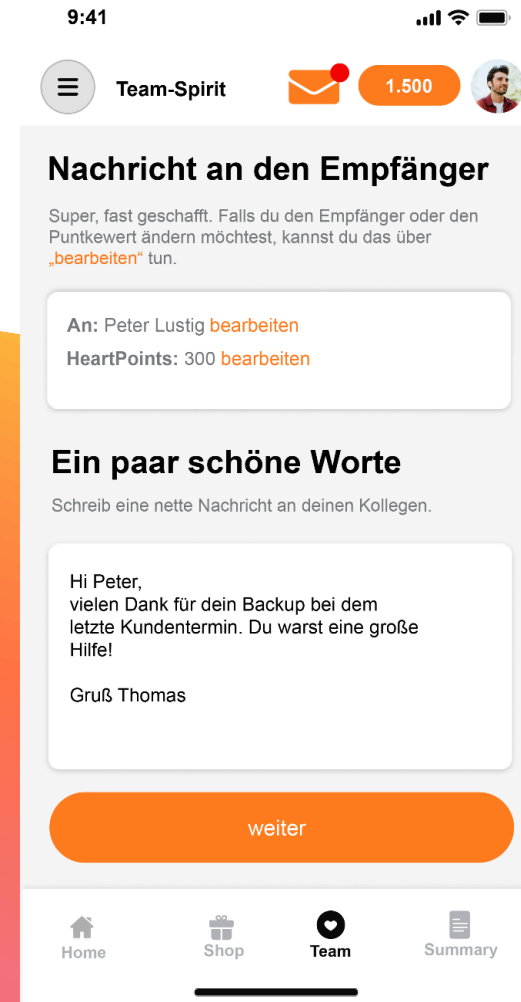 9:41
Team-Spirit
1.500
Nachricht an den Empfänger
Super, fast geschafft. Falls du den Empfänger oder den
Puntkewert ändern möchtest, kannst du das über
„bearbeiten“ tun.
An: Peter Lustig bearbeiten
HeartPoints: 300 bearbeiten
Ein paar schöne Worte
Schreib eine nette Nachricht an deinen Kollegen.
Hi Peter,
vielen Dank für dein Backup bei dem
letzte Kundentermin. Du warst eine große
Hilfe!
Gruß Thomas
weiter
Home
Shop
Team
Summary